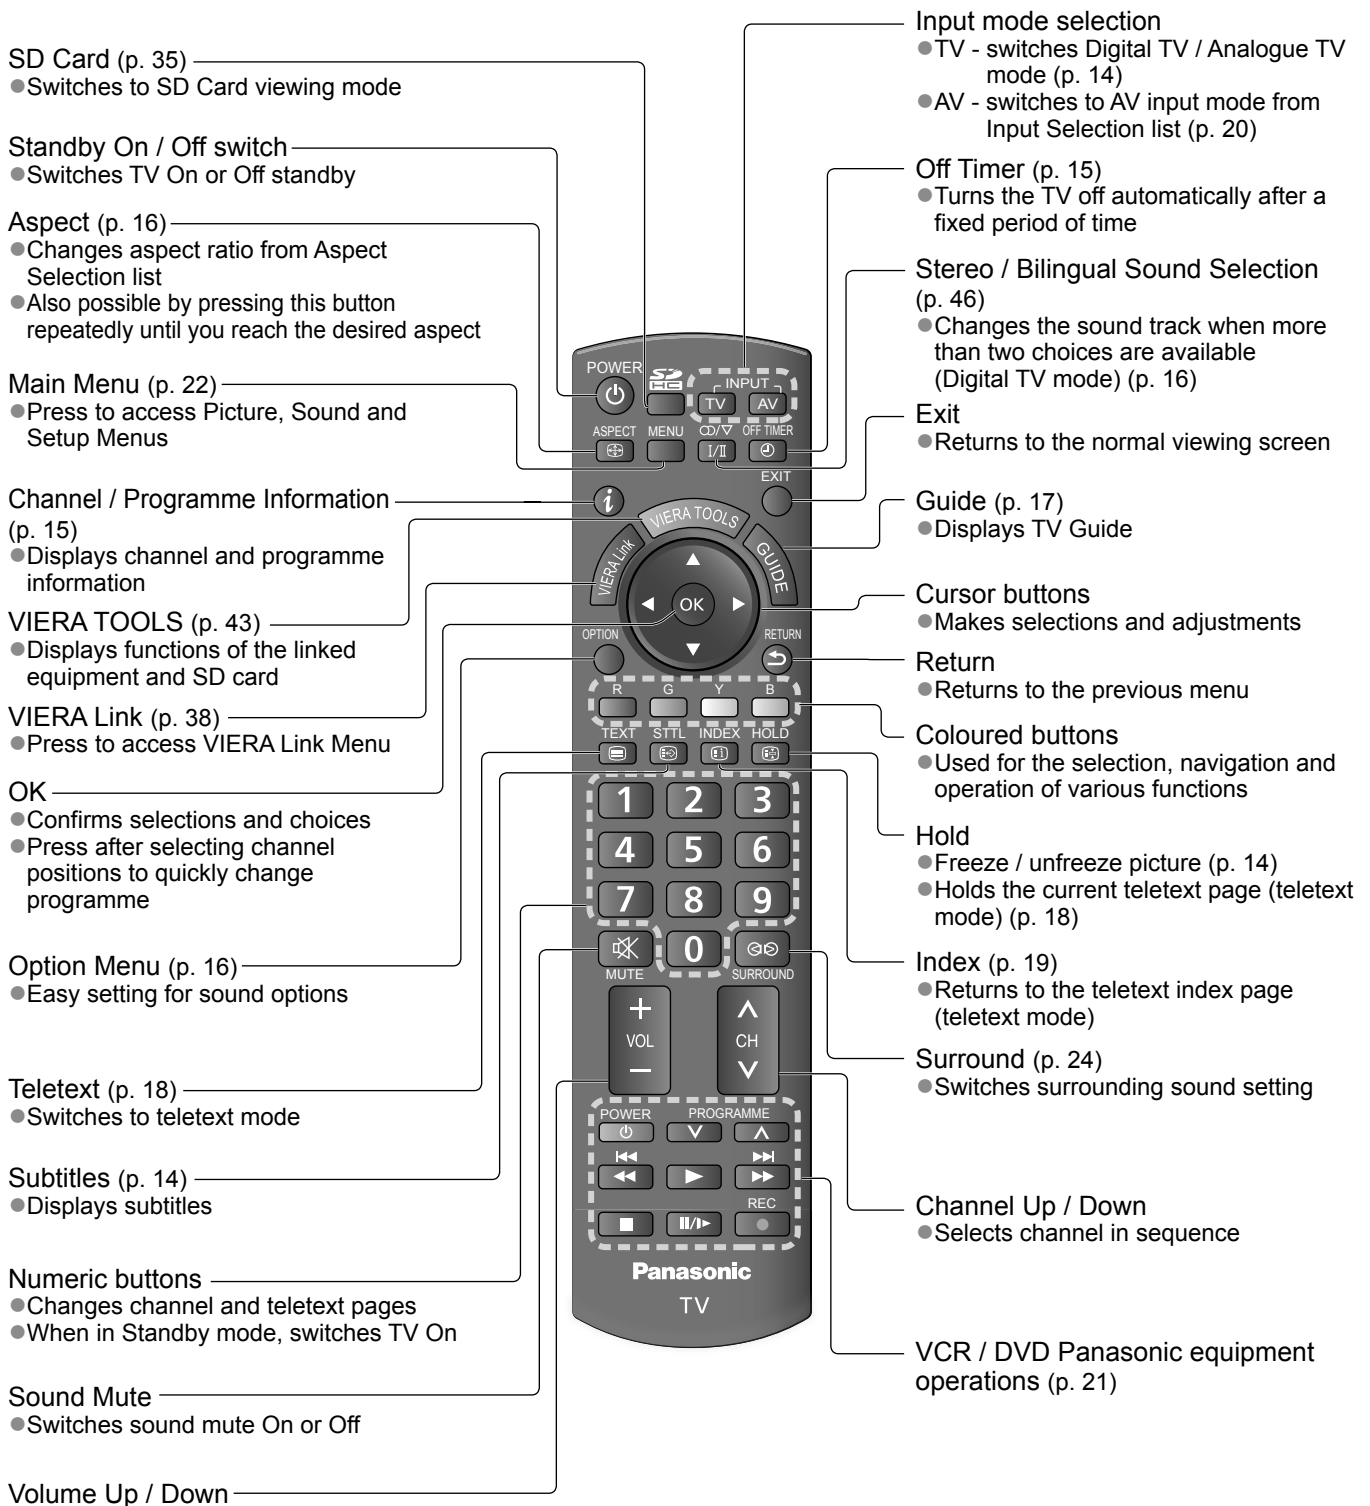 SD Card (p. 35)
●Switches to SD Card viewing mode
Standby On / Off switch
●Switches TV On or Off standby
Aspect (p. 16)
●Changes aspect ratio from Aspect
Selection list
●Also possible by pressing this button
repeatedly until you reach the desired aspect
Main Menu (p. 22)
●Press to access Picture, Sound and
Setup Menus
Channel / Programme Information
(p. 15)
●Displays channel and programme
information
VIERA TOOLS (p. 43)
●Displays functions of the linked
equipment and SD card
VIERA Link (p. 38)
●Press to access VIERA Link Menu
OK
●Confirms selections and choices
●Press after selecting channel
positions to quickly change
programme
Option Menu (p. 16)
●Easy setting for sound options
Teletext (p. 18)
●Switches to teletext mode
Subtitles (p. 14)
●Displays subtitles
Numeric buttons
●Changes channel and teletext pages
●When in Standby mode, switches TV On
Sound Mute
●Switches sound mute On or Off
Volume Up / Down
POWER
SD HC
INPUT
TV AV
ASPECT MENU OFF TIMER
I/II
EXIT
i
VIERA TOOLS
VIERA Link
GUIDE
OK
OPTION RETURN
R G Y B
TEXT STTL INDEX HOLD
1 2 3
4 5 6
7 8 9
0
MUTE SURROUND
+ 
VOL CH
−
POWER PROGRAMME
REC
Panasonic
TV
Input mode selection
●TV - switches Digital TV / Analogue TV
mode (p. 14)
●AV - switches to AV input mode from
Input Selection list (p. 20)
Off Timer (p. 15)
●Turns the TV off automatically after a
fixed period of time
Stereo / Bilingual Sound Selection
(p. 46)
●Changes the sound track when more
than two choices are available
(Digital TV mode) (p. 16)
Exit
●Returns to the normal viewing screen
Guide (p. 17)
●Displays TV Guide
Cursor buttons
●Makes selections and adjustments
Return
●Returns to the previous menu
Coloured buttons
●Used for the selection, navigation and
operation of various functions
Hold
●Freeze / unfreeze picture (p. 14)
●Holds the current teletext page (teletext
mode) (p. 18)
Index (p. 19)
●Returns to the teletext index page
(teletext mode)
Surround (p. 24)
●Switches surrounding sound setting
Channel Up / Down
●Selects channel in sequence
VCR / DVD Panasonic equipment
operations (p. 21)